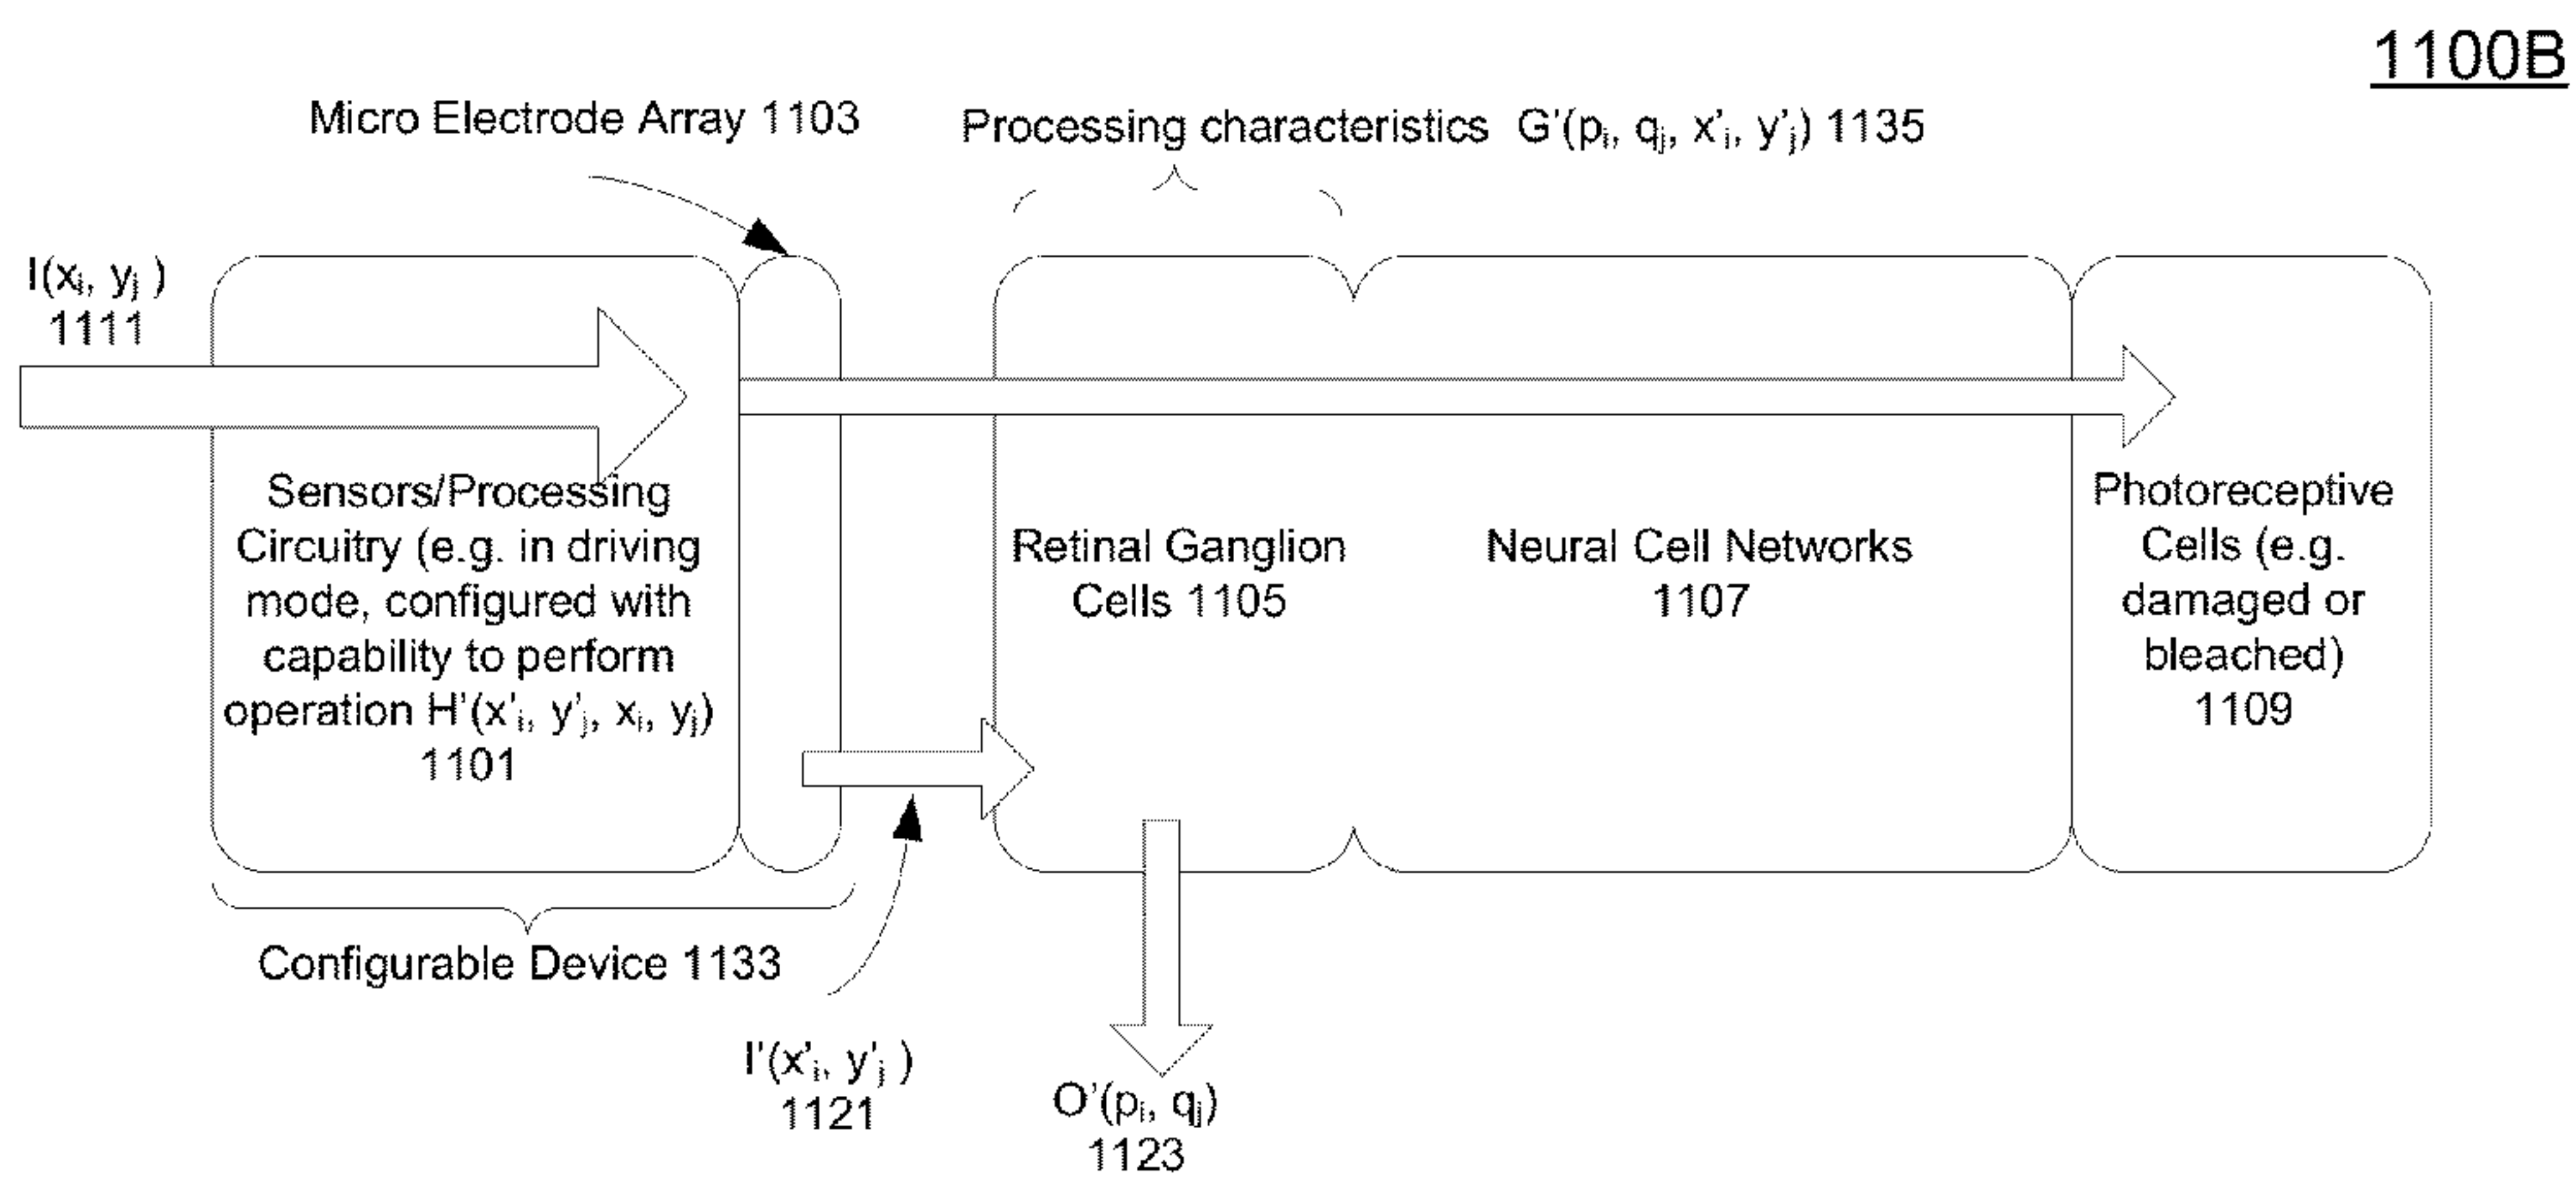 1100B
Micro Electrode Array 1103
Processing characteristics G'(pᵢ, qⱼ, x'ᵢ, y'ⱼ) 1135
I(xᵢ, yⱼ )
1111
Sensors/Processing
Circuitry (e.g. in driving
mode, configured with
capability to perform
operation H'(x'ᵢ, y'ⱼ, xᵢ, yⱼ)
1101
Retinal Ganglion
Cells 1105
Neural Cell Networks
1107
Photoreceptive
Cells (e.g.
damaged or
bleached)
1109
Configurable Device 1133
I'(x'ᵢ, y'ⱼ )
1121
O'(pᵢ, qⱼ)
1123